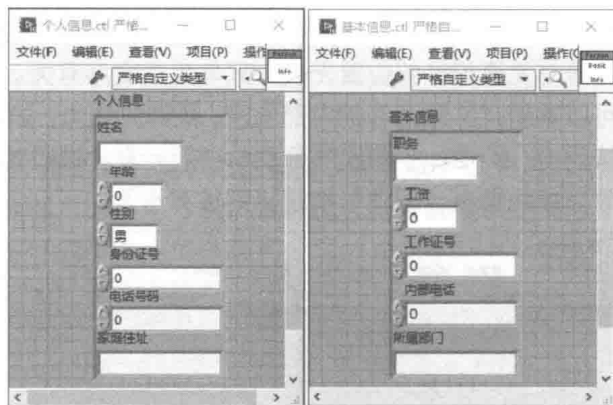 个人信息.ctl 严格...
文件(F) 编辑(E) 查看(V) 项目(P) 操作
严格自定义类型
Info
个人信息
姓名
年龄
0
性别
男
身份证号
0
电话号码
0
家庭住址
基本信息.ctl 严格自...
文件(F) 编辑(E) 查看(V) 项目(P) 操作(
严格自定义类型
Basic
Info
基本信息
职务
工资
0
工作证号
0
内部电话
0
所属部门